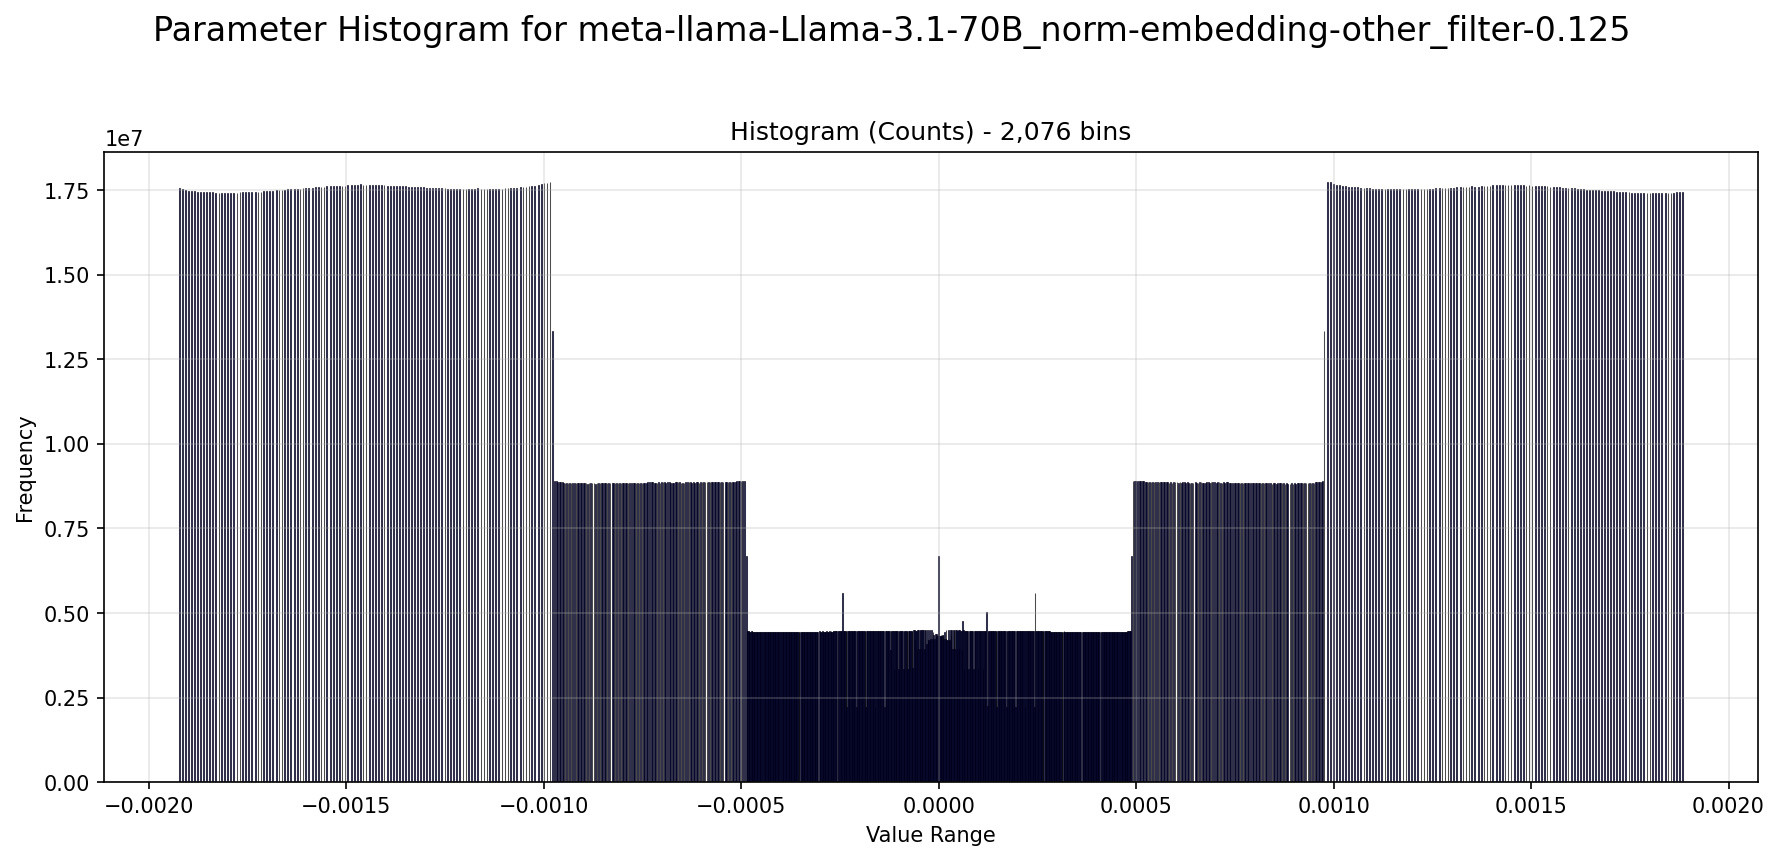 Parameter Histogram for meta-llama-Llama-3.1-70B_norm-embedding-other_filter-0.125
Histogram (Counts) - 2,076 bins
1e7
1.75
1.50
1.25
1.00
0.75
0.50
0.25
0.00
Frequency
−0.0020 −0.0015 −0.0010 −0.0005 0.0000 0.0005 0.0010 0.0015 0.0020
Value Range